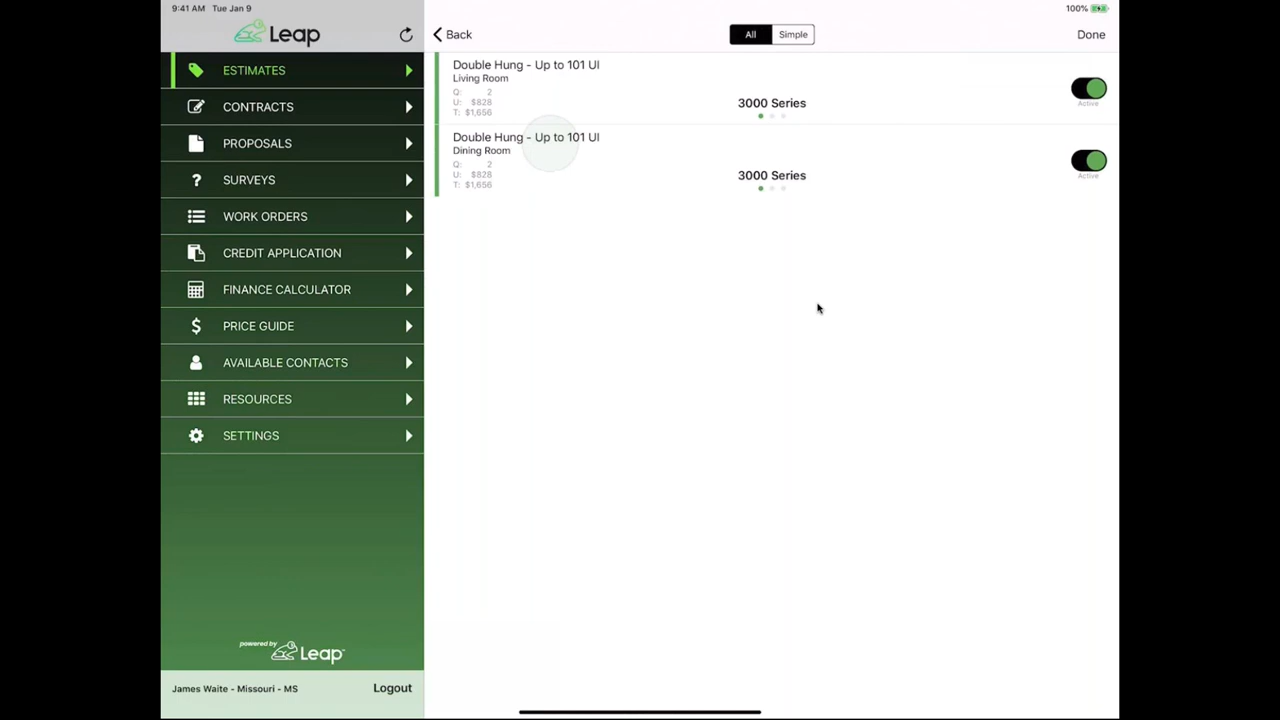 9:41 AM Tue Jan 9
100%
Leap
Back
All
Simple
Done
ESTIMATES
CONTRACTS
PROPOSALS
SURVEYS
WORK ORDERS
CREDIT APPLICATION
FINANCE CALCULATOR
PRICE GUIDE
AVAILABLE CONTACTS
RESOURCES
SETTINGS
Double Hung - Up to 101 UI
Living Room
Q: 2
U: $828
T: $1,656
3000 Series
Active
Double Hung - Up to 101 UI
Dining Room
Q: 2
U: $828
T: $1,656
3000 Series
Active
powered by
Leap
James Waite - Missouri - MS
Logout